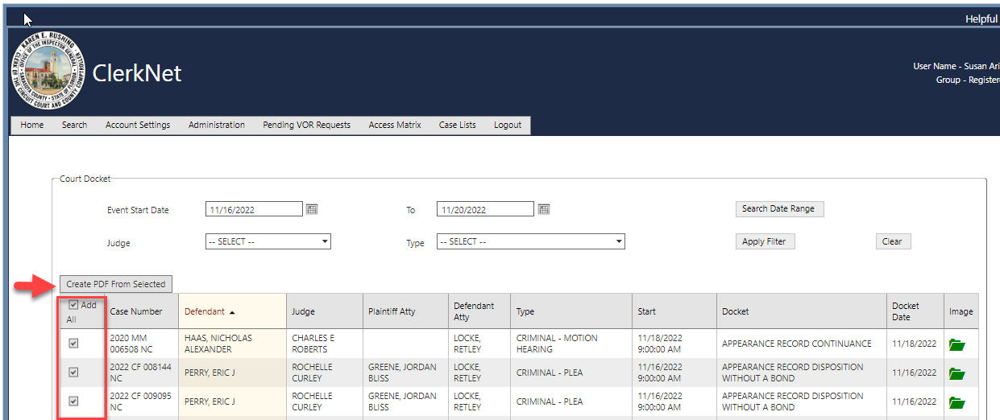 Helpful
KAREN E. RUSHING
OFFICE OF THE INSPECTOR GENERAL
SARASOTA COUNTY - STATE OF FLORIDA
CLERK OF THE CIRCUIT COURT AND COUNTY COMPTROLLER
ClerkNet
User Name - Susan Ari
Group - Registere
Home Search Account Settings Administration Pending VOR Requests Access Matrix Case Lists Logout
Court Docket
Event Start Date 11/16/2022 To 11/20/2022 Search Date Range
Judge -- SELECT -- Type -- SELECT -- Apply Filter Clear
Create PDF From Selected
Add All Case Number Defendant Judge Plaintiff Atty Defendant Atty Type Start Docket Docket Date Image
2020 MM 006508 NC HAAS, NICHOLAS ALEXANDER CHARLES E ROBERTS LOCKE, RETLEY CRIMINAL - MOTION HEARING 11/18/2022 9:00:00 AM APPEARANCE RECORD CONTINUANCE 11/18/2022
2022 CF 008144 NC PERRY, ERIC J ROCHELLE CURLEY GREENE, JORDAN BLISS LOCKE, RETLEY CRIMINAL - PLEA 11/16/2022 9:00:00 AM APPEARANCE RECORD DISPOSITION WITHOUT A BOND 11/16/2022
2022 CF 009095 NC PERRY, ERIC J ROCHELLE CURLEY GREENE, JORDAN BLISS LOCKE, RETLEY CRIMINAL - PLEA 11/16/2022 9:00:00 AM APPEARANCE RECORD DISPOSITION WITHOUT A BOND 11/16/2022